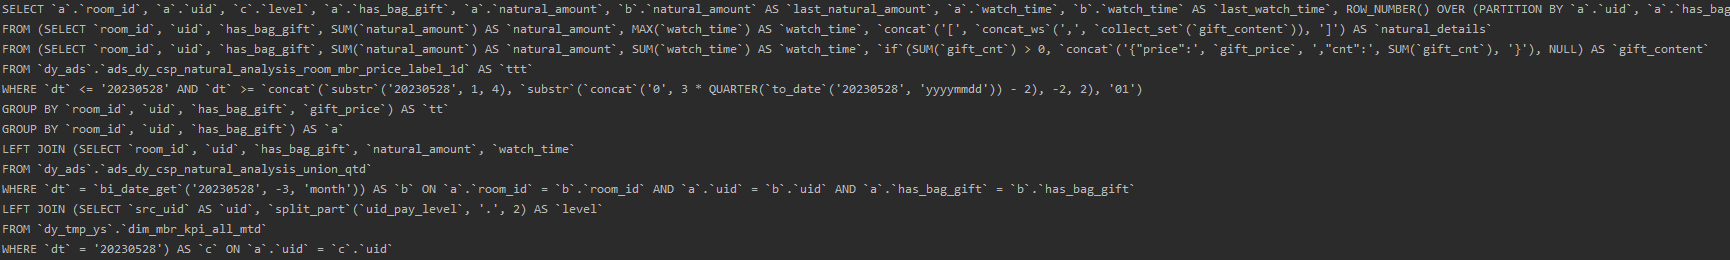 SELECT `a`.`room_id`, `a`.`uid`, `c`.`level`, `a`.`has_bag_gift`, `a`.`natural_amount`, `b`.`natural_amount` AS `last_natural_amount`, `a`.`watch_time`, `b`.`watch_time` AS `last_watch_time`, ROW_NUMBER() OVER (PARTITION BY `a`.`uid`, `a`.`has_bag
FROM (SELECT `room_id`, `uid`, `has_bag_gift`, SUM(`natural_amount`) AS `natural_amount`, MAX(`watch_time`) AS `watch_time`, `concat`('[', `concat_ws`(',', `collect_set`(`gift_content`)), ']') AS `natural_details`
FROM (SELECT `room_id`, `uid`, `has_bag_gift`, SUM(`natural_amount`) AS `natural_amount`, SUM(`watch_time`) AS `watch_time`, `if`(SUM(`gift_cnt`) > 0, `concat`('{"price":', `gift_price`, ',"cnt":', SUM(`gift_cnt`), '}'), NULL) AS `gift_content`
FROM `dy_ads`.`ads_dy_csp_natural_analysis_room_mbr_price_label_1d` AS `ttt`
WHERE `dt` <= '20230528' AND `dt` >= `concat`(`substr`('20230528', 1, 4), `substr`(`concat`('0', 3 * QUARTER(`to_date`('20230528', 'yyyymmdd')) - 2), -2, 2), '01')
GROUP BY `room_id`, `uid`, `has_bag_gift`, `gift_price`) AS `tt`
GROUP BY `room_id`, `uid`, `has_bag_gift`) AS `a`
LEFT JOIN (SELECT `room_id`, `uid`, `has_bag_gift`, `natural_amount`, `watch_time`
FROM `dy_ads`.`ads_dy_csp_natural_analysis_union_qtd`
WHERE `dt` = `bi_date_get`('20230528', -3, 'month')) AS `b` ON `a`.`room_id` = `b`.`room_id` AND `a`.`uid` = `b`.`uid` AND `a`.`has_bag_gift` = `b`.`has_bag_gift`
LEFT JOIN (SELECT `src_uid` AS `uid`, `split_part`(`uid_pay_level`, '.', 2) AS `level`
FROM `dy_tmp_ys`.`dim_mbr_kpi_all_mtd`
WHERE `dt` = '20230528') AS `c` ON `a`.`uid` = `c`.`uid`